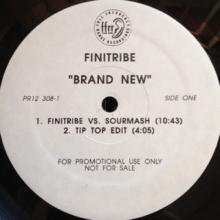 FINITRIBE
"BRAND NEW"
PR12 308-1
SIDE ONE
1. FINITRIBE VS. SOURMASH (10:43)
2. TIP TOP EDIT (4:05)
FOR PROMOTIONAL USE ONLY
NOT FOR SALE